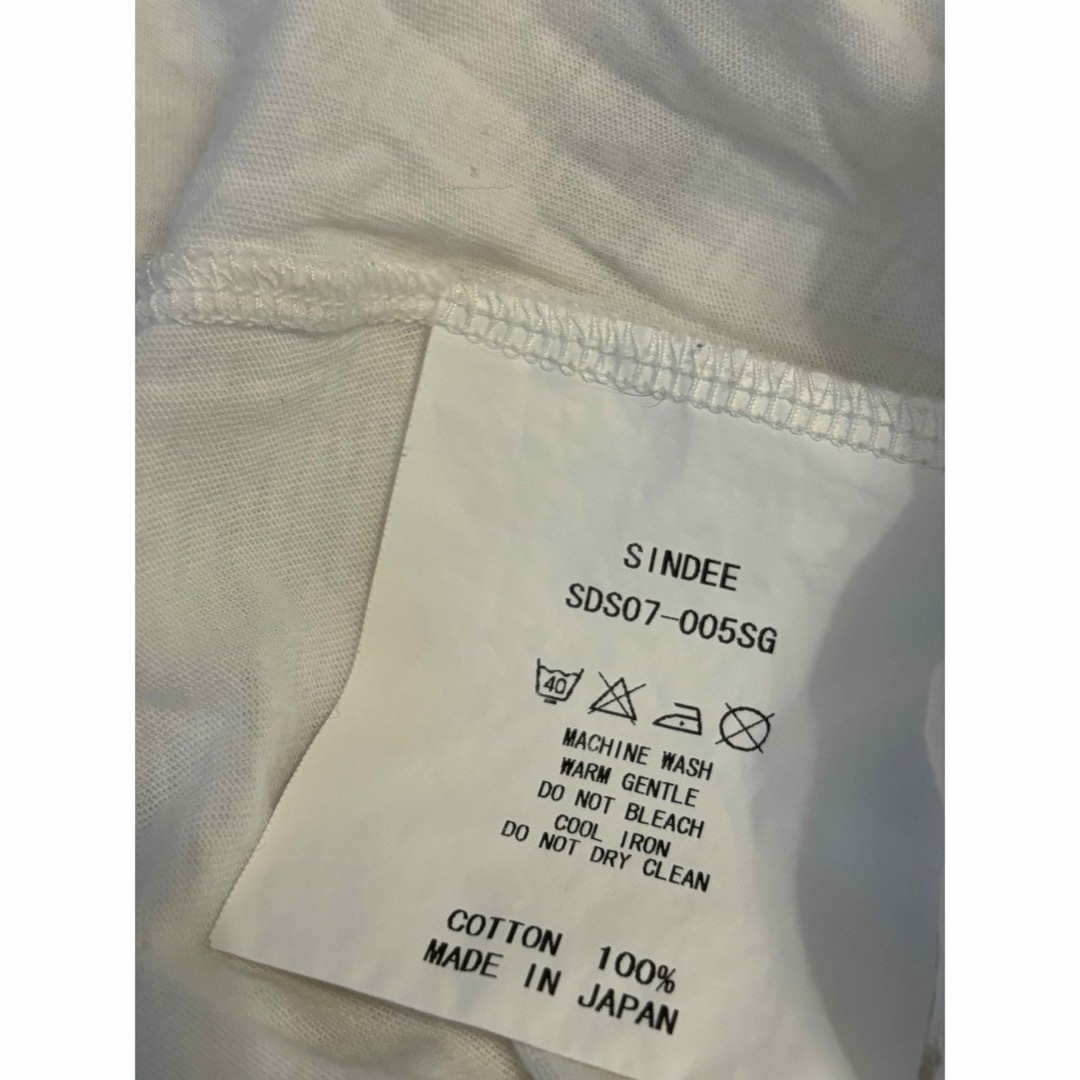 SINDEE
SDS07-005SG
40
MACHINE WASH
WARM GENTLE
DO NOT BLEACH
COOL IRON
DO NOT DRY CLEAN
COTTON 100%
MADE IN JAPAN